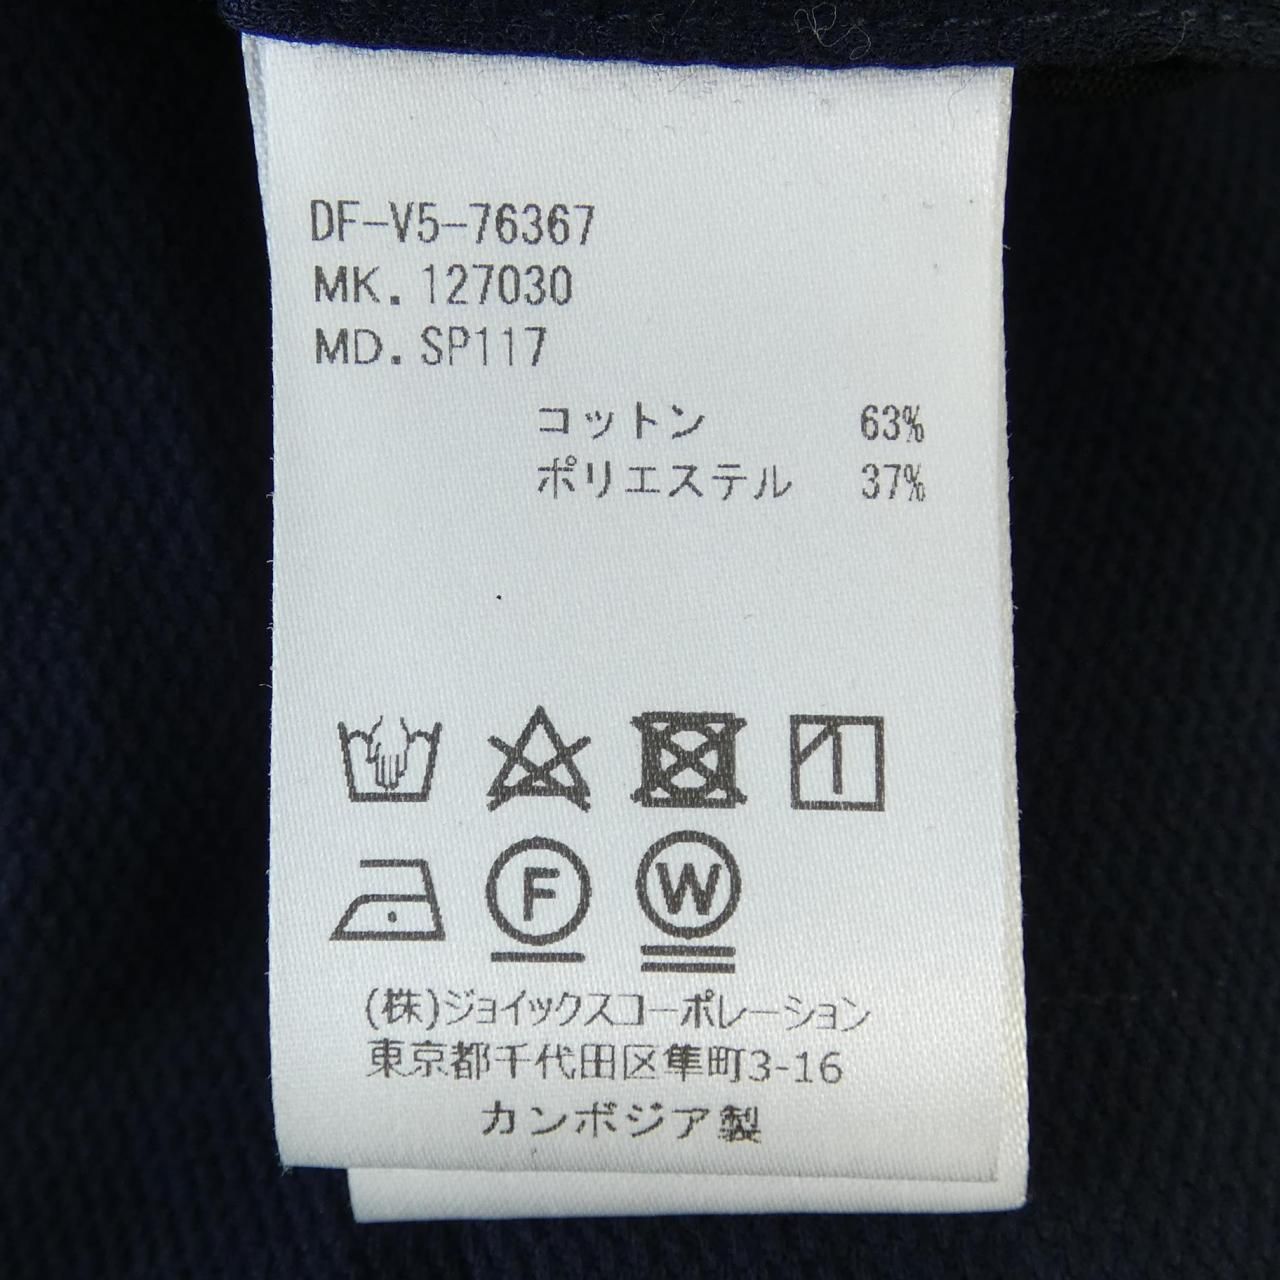 DF-V5-76367
MK. 127030
MD. SP117
コットン 63%
ポリエステル 37%
F W
(株)ジョイックスコーポレーション
東京都千代田区隼町3-16
カンボジア製